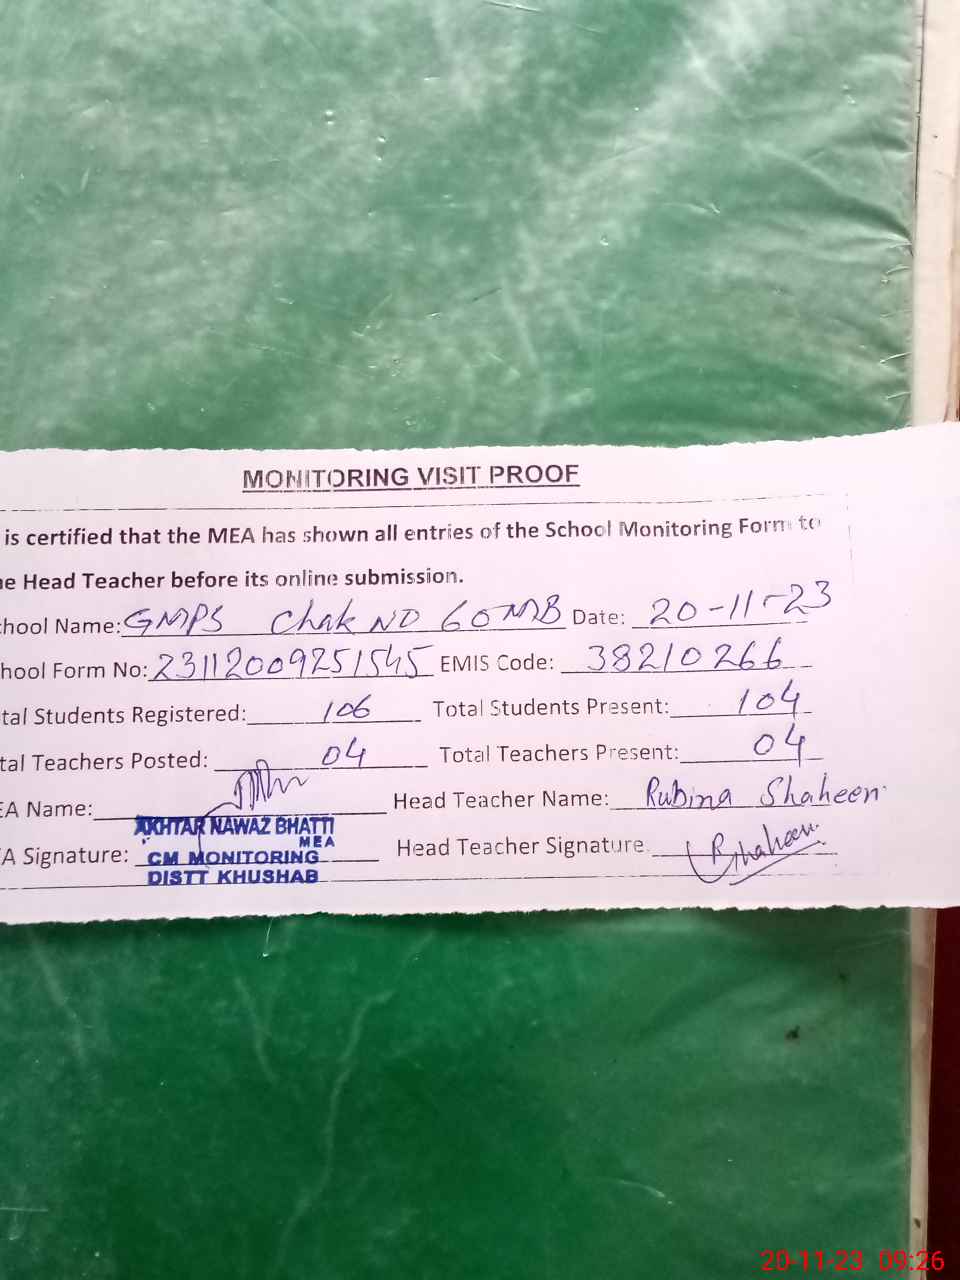 MONITORING VISIT PROOF
is certified that the MEA has shown all entries of the School Monitoring Form to
he Head Teacher before its online submission.
chool Name: GMPS Chak NO 60 MB Date: 20-11-23
hool Form No: 23112009251545 EMIS Code: 38210266
tal Students Registered: 106 Total Students Present: 104
tal Teachers Posted: 04 Total Teachers Present: 04
EA Name: Head Teacher Name: Rubina Shaheen
AKHTAR NAWAZ BHATTI
MEA
A Signature: CM MONITORING Head Teacher Signature. RShaheen
DISTT KHUSHAB
20-11-23 09:26